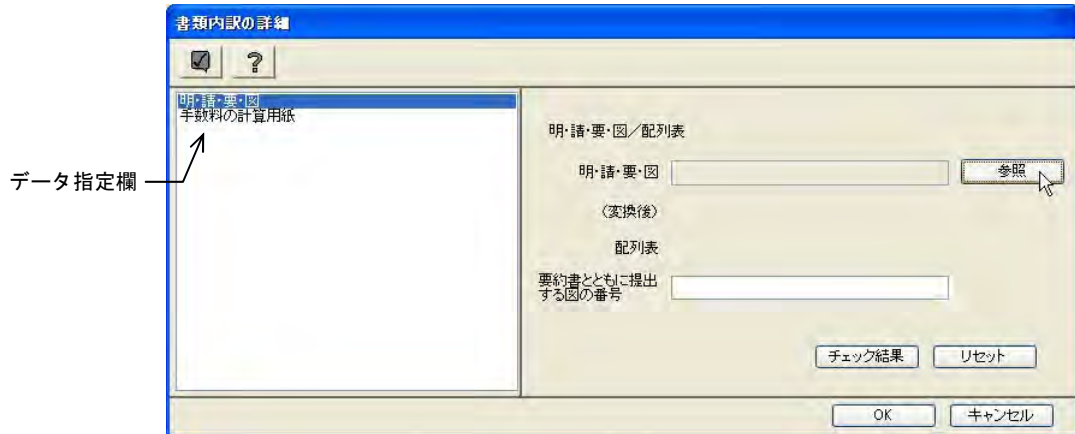 書類内訳の詳細
?
明・請・要・図
手数料の計算用紙
データ指定欄
明・請・要・図/配列表
明・請・要・図
参照
(変換後)
配列表
要約書とともに提出
する図の番号
チェック結果
リセット
OK
キャンセル